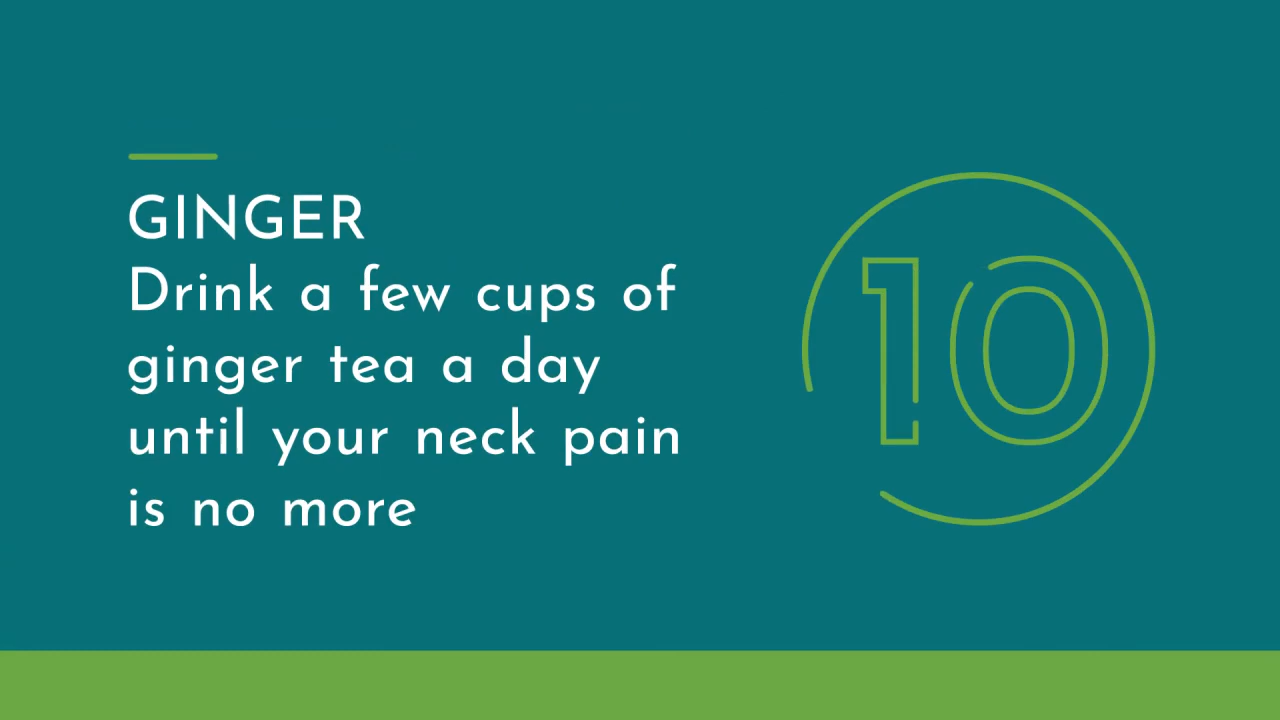 GINGER
Drink a few cups of
ginger tea a day
until your neck pain
is no more
10